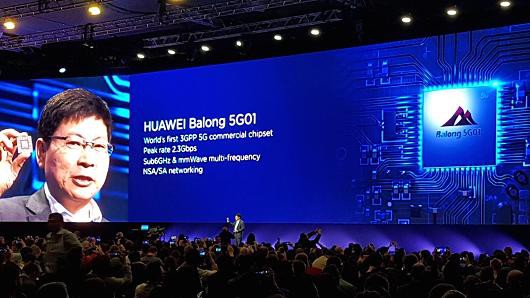 HUAWEI Balong 5G01
World's first 3GPP 5G commercial chipset
Peak rate 2.3Gbps
Sub6GHz & mmWave multi-frequency
NSA/SA networking
Balong 5G01